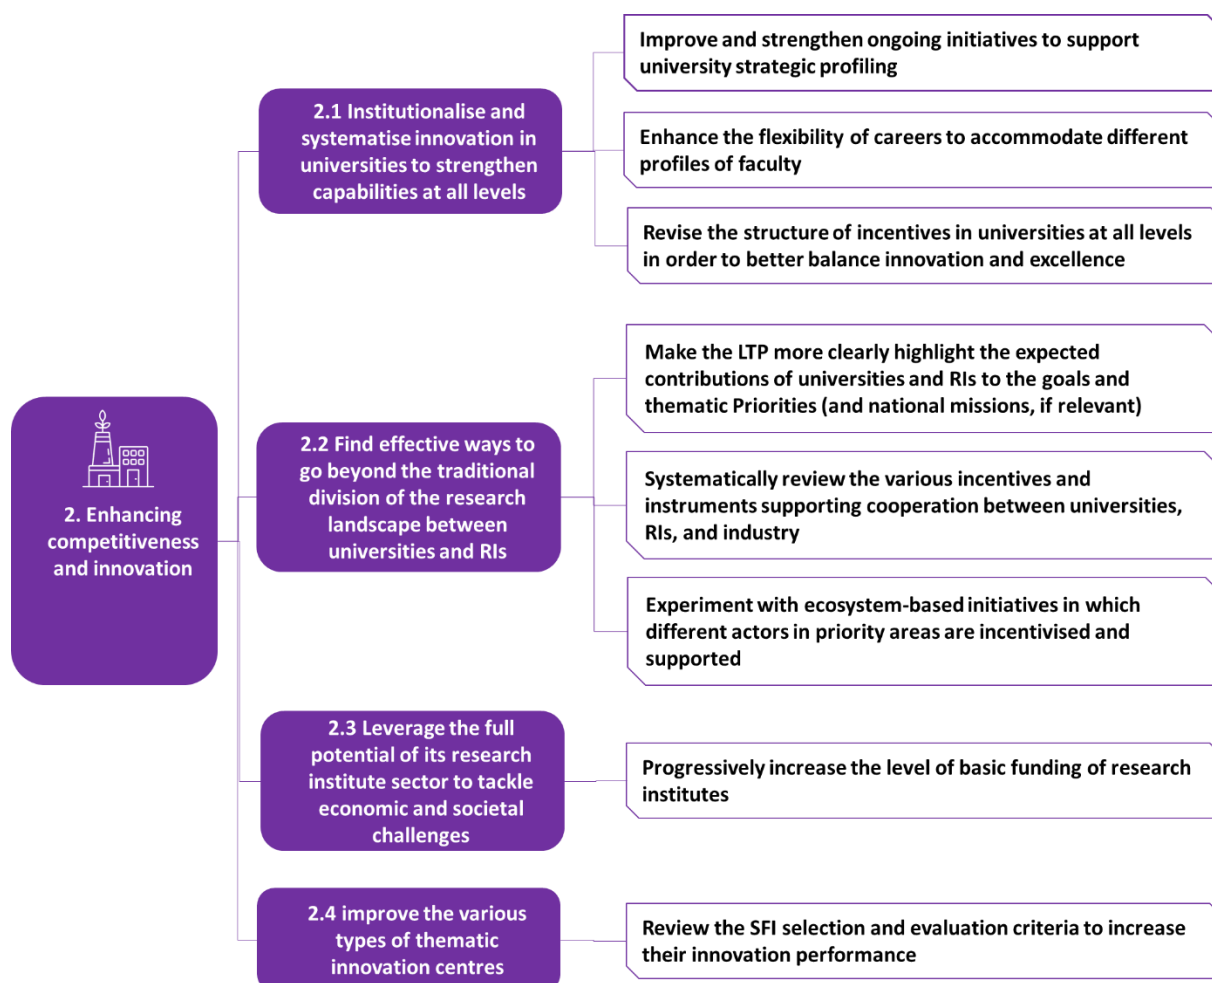 2. Enhancing
competitiveness
and innovation
2.1 Institutionalise and
systematise innovation in
universities to strengthen
capabilities at all levels
Improve and strengthen ongoing initiatives to support
university strategic profiling
Enhance the flexibility of careers to accommodate different
profiles of faculty
Revise the structure of incentives in universities at all levels
in order to better balance innovation and excellence
2.2 Find effective ways to
go beyond the traditional
division of the research
landscape between
universities and RIs
Make the LTP more clearly highlight the expected
contributions of universities and RIs to the goals and
thematic Priorities (and national missions, if relevant)
Systematically review the various incentives and
instruments supporting cooperation between universities,
RIs, and industry
Experiment with ecosystem-based initiatives in which
different actors in priority areas are incentivised and
supported
2.3 Leverage the full
potential of its research
institute sector to tackle
economic and societal
challenges
Progressively increase the level of basic funding of research
institutes
2.4 improve the various
types of thematic
innovation centres
Review the SFI selection and evaluation criteria to increase
their innovation performance